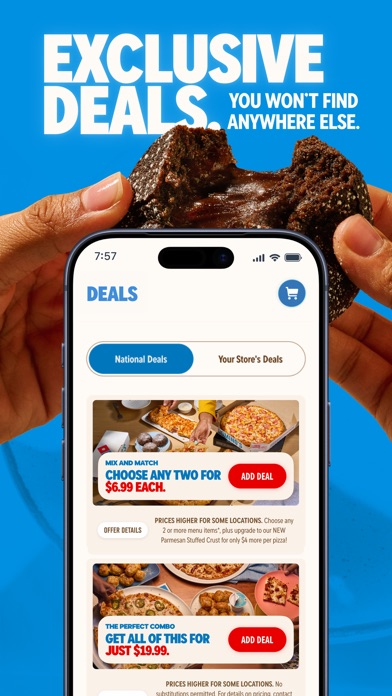 EXCLUSIVE
DEALS. YOU WON'T FIND
ANYWHERE ELSE.
7:57
DEALS
National Deals
Your Store's Deals
MIX AND MATCH
CHOOSE ANY TWO FOR
$6.99 EACH.
ADD DEAL
OFFER DETAILS
PRICES HIGHER FOR SOME LOCATIONS. Choose any
2 or more menu items*, plus upgrade to our NEW
Parmesan Stuffed Crust for only $4 more per pizza!
THE PERFECT COMBO
GET ALL OF THIS FOR
JUST $19.99.
ADD DEAL
PRICES HIGHER FOR SOME LOCATIONS. No
substitutions permitted. For details on pricing, contact